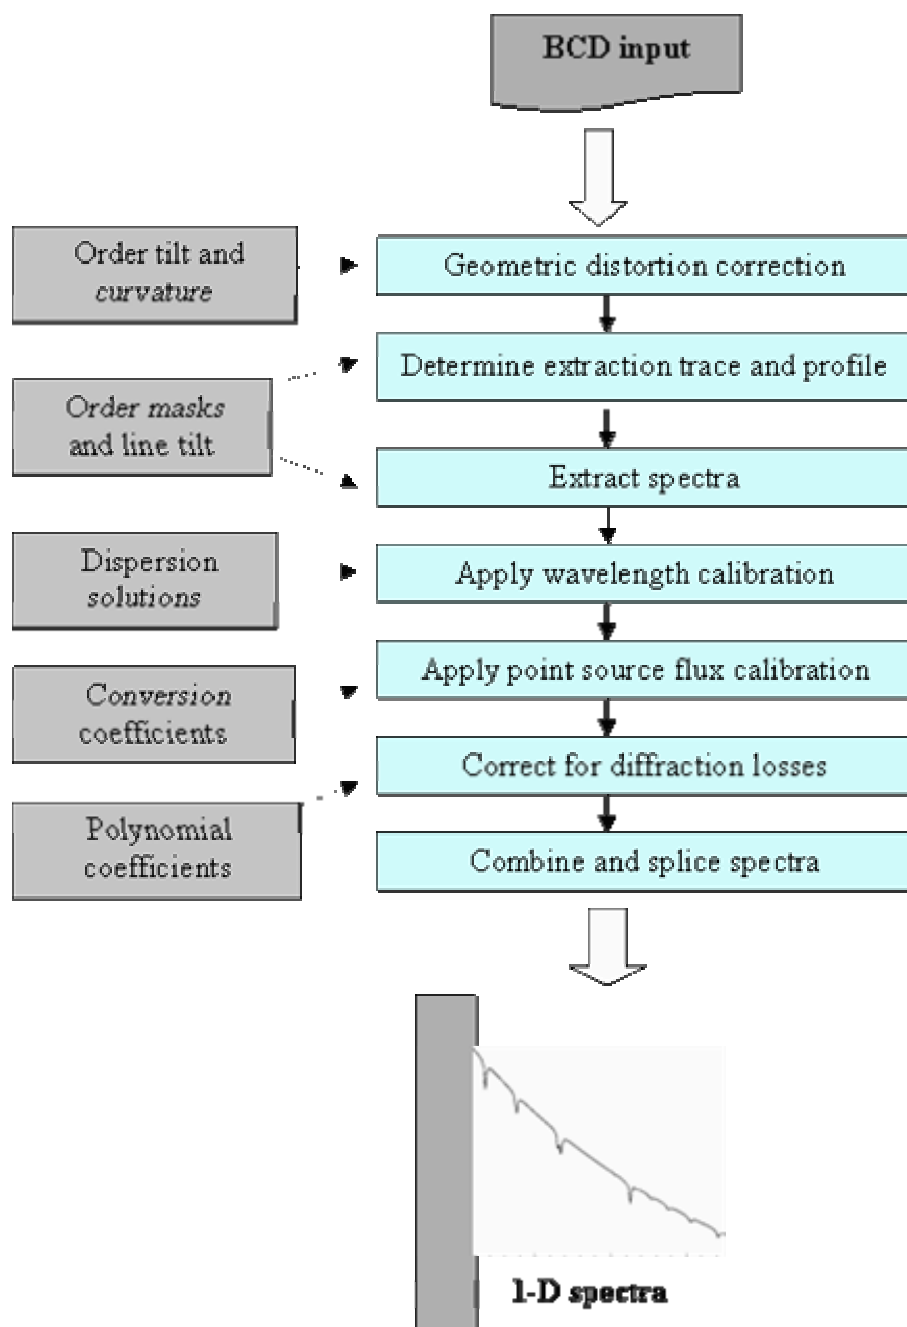 BCD input
Order tilt and
curvature
Geometric distortion correction
Determine extraction trace and profile
Order masks
and line tilt
Extract spectra
Dispersion
solutions
Apply wavelength calibration
Conversion
coefficients
Apply point source flux calibration
Correct for diffraction losses
Polynomial
coefficients
Combine and splice spectra
1-D spectra